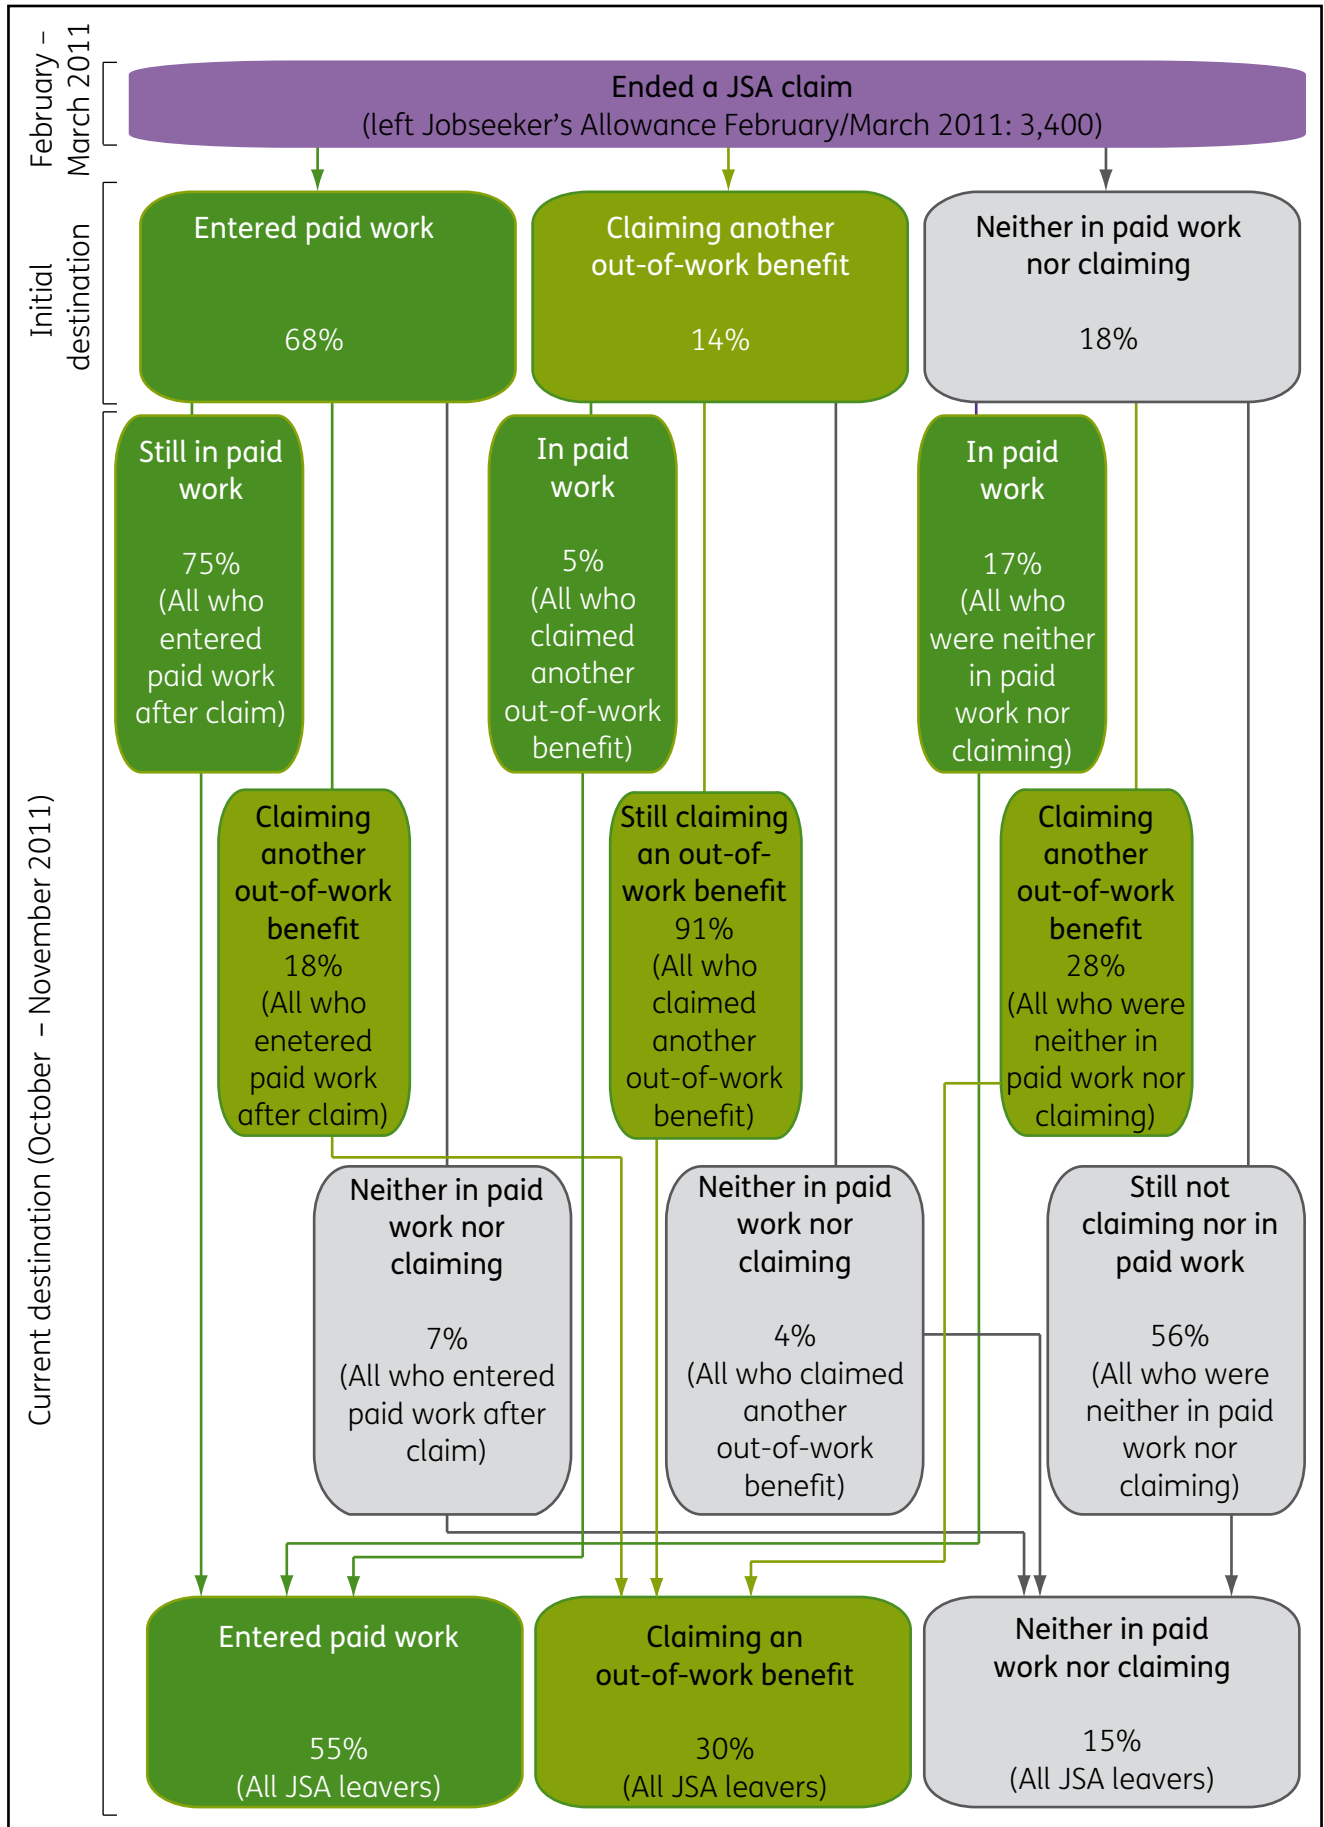 February –
March 2011
Ended a JSA claim
(left Jobseeker's Allowance February/March 2011: 3,400)
Initial
destination
Entered paid work
68%
Claiming another
out-of-work benefit
14%
Neither in paid work
nor claiming
18%
Current destination (October – November 2011)
Still in paid
work
75%
(All who
entered
paid work
after claim)
In paid
work
5%
(All who
claimed
another
out-of-work
benefit)
In paid
work
17%
(All who
were neither
in paid
work nor
claiming)
Claiming
another
out-of-work
benefit
18%
(All who
enetered
paid work
after claim)
Still claiming
an out-of-
work benefit
91%
(All who
claimed
another
out-of-work
benefit)
Claiming
another
out-of-work
benefit
28%
(All who were
neither in
paid work nor
claiming)
Neither in paid
work nor
claiming
7%
(All who entered
paid work after
claim)
Neither in paid
work nor
claiming
4%
(All who claimed
another
out-of-work
benefit)
Still not
claiming nor in
paid work
56%
(All who were
neither in paid
work nor
claiming)
Entered paid work
55%
(All JSA leavers)
Claiming an
out-of-work benefit
30%
(All JSA leavers)
Neither in paid
work nor claiming
15%
(All JSA leavers)